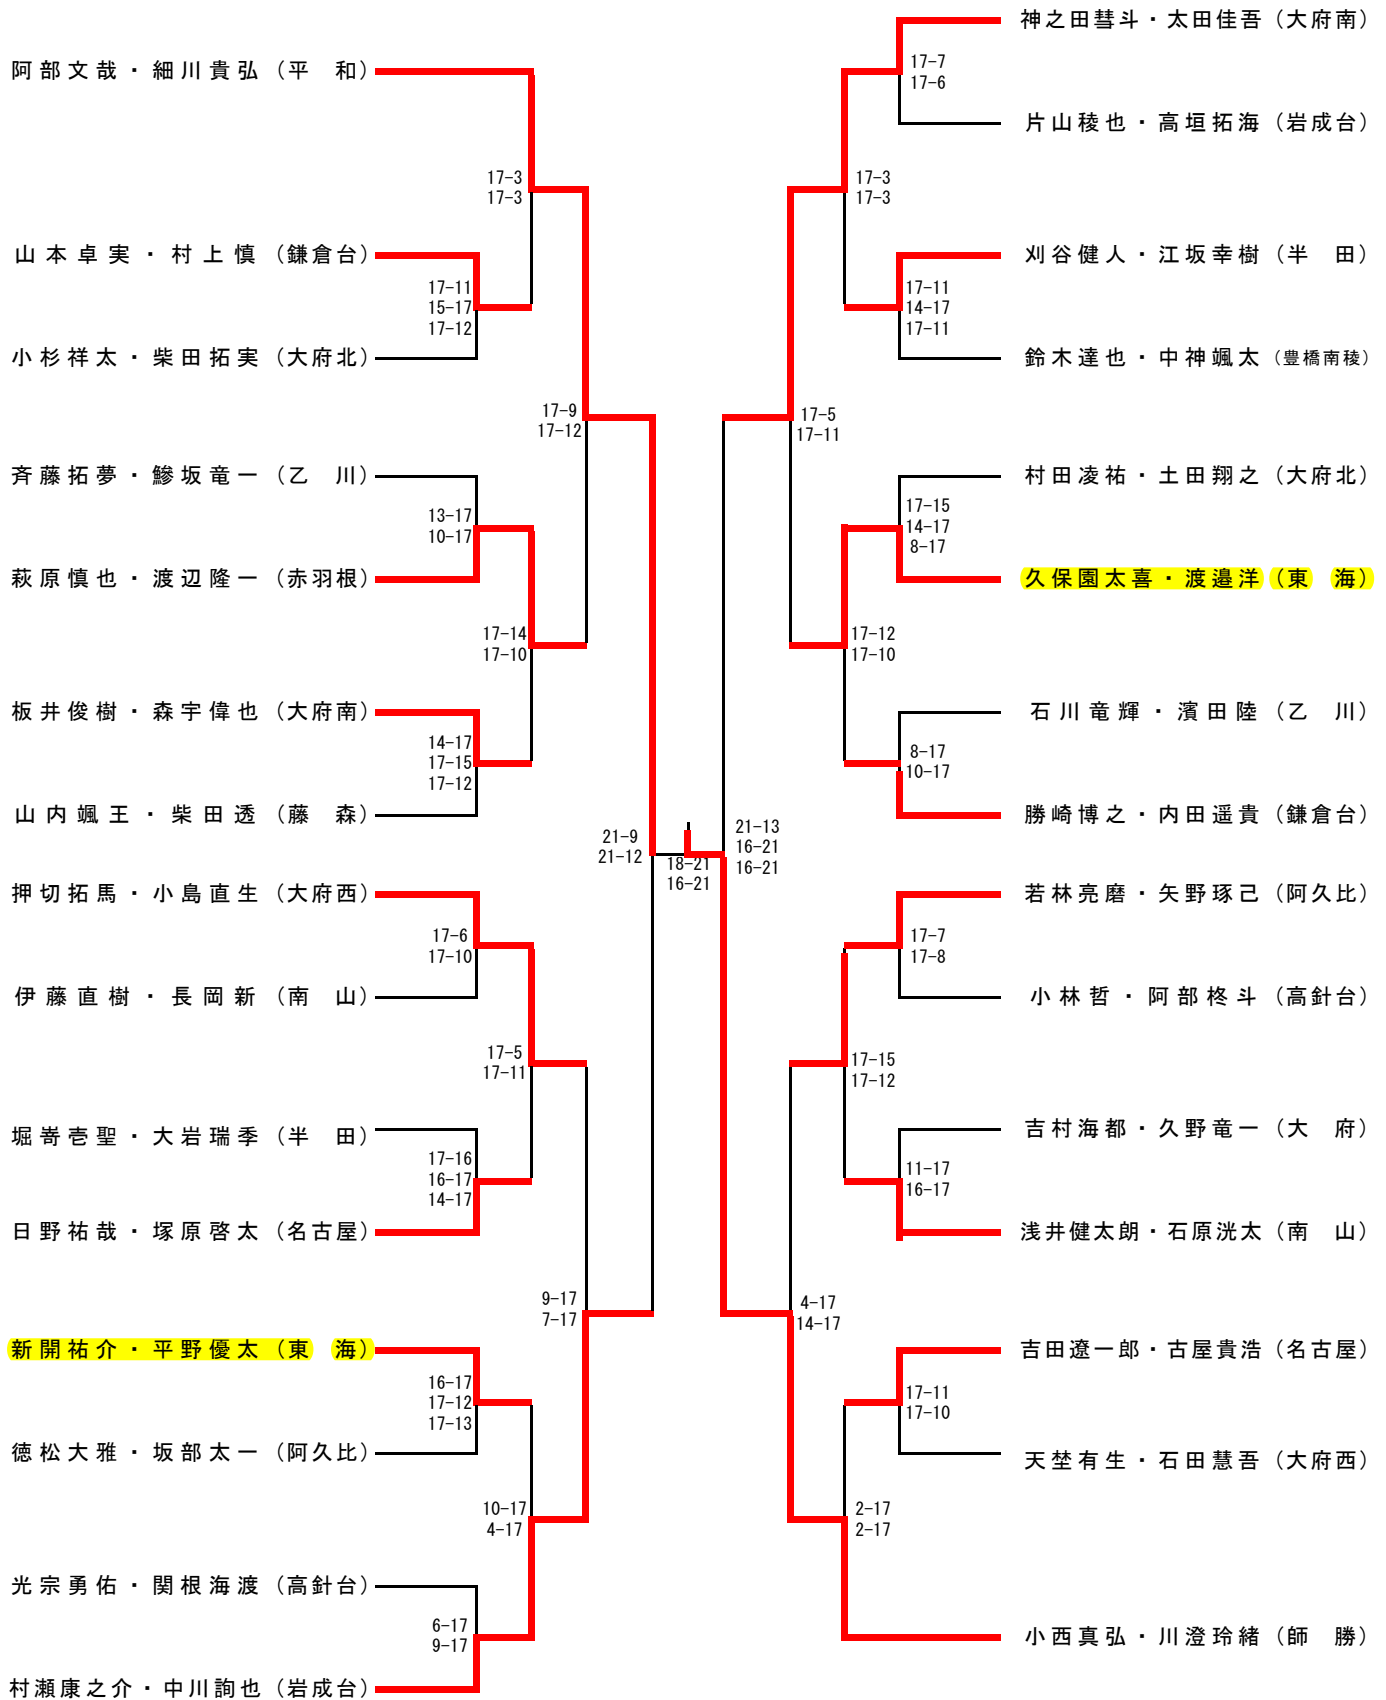 阿部文哉・細川貴弘（平　和）
17-3
17-3
山本卓実・村上慎（鎌倉台）
17-11
15-17
17-12
小杉祥太・柴田拓実（大府北）
17-9
17-12
斉藤拓夢・鰺坂竜一（乙　川）
13-17
10-17
萩原慎也・渡辺隆一（赤羽根）
17-14
17-10
板井俊樹・森宇偉也（大府南）
14-17
17-15
17-12
山内颯王・柴田透（藤　森）
21-9
21-12
押切拓馬・小島直生（大府西）
17-6
17-10
伊藤直樹・長岡新（南　山）
17-5
17-11
堀嵜壱聖・大岩瑞季（半　田）
17-16
16-17
14-17
日野祐哉・塚原啓太（名古屋）
9-17
7-17
新開祐介・平野優太（東　海）
16-17
17-12
17-13
徳松大雅・坂部太一（阿久比）
10-17
4-17
光宗勇佑・関根海渡（高針台）
6-17
9-17
村瀬康之介・中川詢也（岩成台）
18-21
16-21
神之田彗斗・太田佳吾（大府南）
17-7
17-6
片山稜也・高垣拓海（岩成台）
17-3
17-3
刈谷健人・江坂幸樹（半　田）
17-11
14-17
17-11
鈴木達也・中神颯太（豊橋南稜）
17-5
17-11
村田凌祐・土田翔之（大府北）
17-15
14-17
8-17
久保園太喜・渡邉洋（東　海）
17-12
17-10
石川竜輝・濱田陸（乙　川）
8-17
10-17
勝崎博之・内田遥貴（鎌倉台）
21-13
16-21
16-21
若林亮磨・矢野琢己（阿久比）
17-7
17-8
小林哲・阿部柊斗（高針台）
17-15
17-12
吉村海都・久野竜一（大　府）
11-17
16-17
浅井健太朗・石原洸太（南　山）
4-17
14-17
吉田遼一郎・古屋貴浩（名古屋）
17-11
17-10
天埜有生・石田慧吾（大府西）
2-17
2-17
小西真弘・川澄玲緒（師　勝）